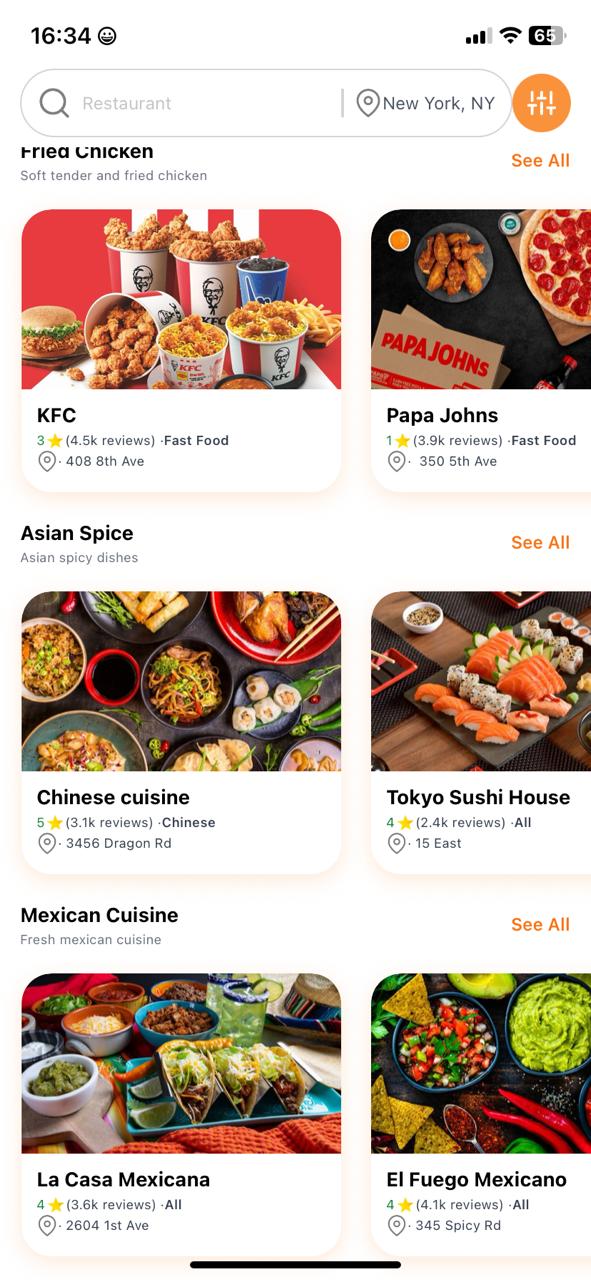 16:34
65
Restaurant
New York, NY
Fried Chicken
See All
Soft tender and fried chicken
KFC
KFC
KFC
PAPA JOHNS
KFC
3 (4.5k reviews) ·Fast Food
· 408 8th Ave
Papa Johns
1 (3.9k reviews) ·Fast Food
· 350 5th Ave
Asian Spice
See All
Asian spicy dishes
Chinese cuisine
5 (3.1k reviews) ·Chinese
· 3456 Dragon Rd
Tokyo Sushi House
4 (2.4k reviews) ·All
· 15 East
Mexican Cuisine
See All
Fresh mexican cuisine
La Casa Mexicana
4 (3.6k reviews) ·All
· 2604 1st Ave
El Fuego Mexicano
4 (4.1k reviews) ·All
· 345 Spicy Rd